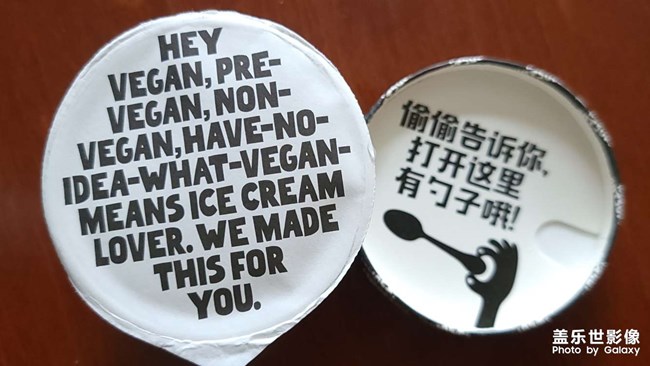 HEY
VEGAN, PRE-
VEGAN, NON-
VEGAN, HAVE-NO-
IDEA-WHAT-VEGAN-
MEANS ICE CREAM
LOVER. WE MADE
THIS FOR
YOU.
偷偷告诉你,
打开这里
有勺子哦!
盖乐世影像
Photo by Galaxy